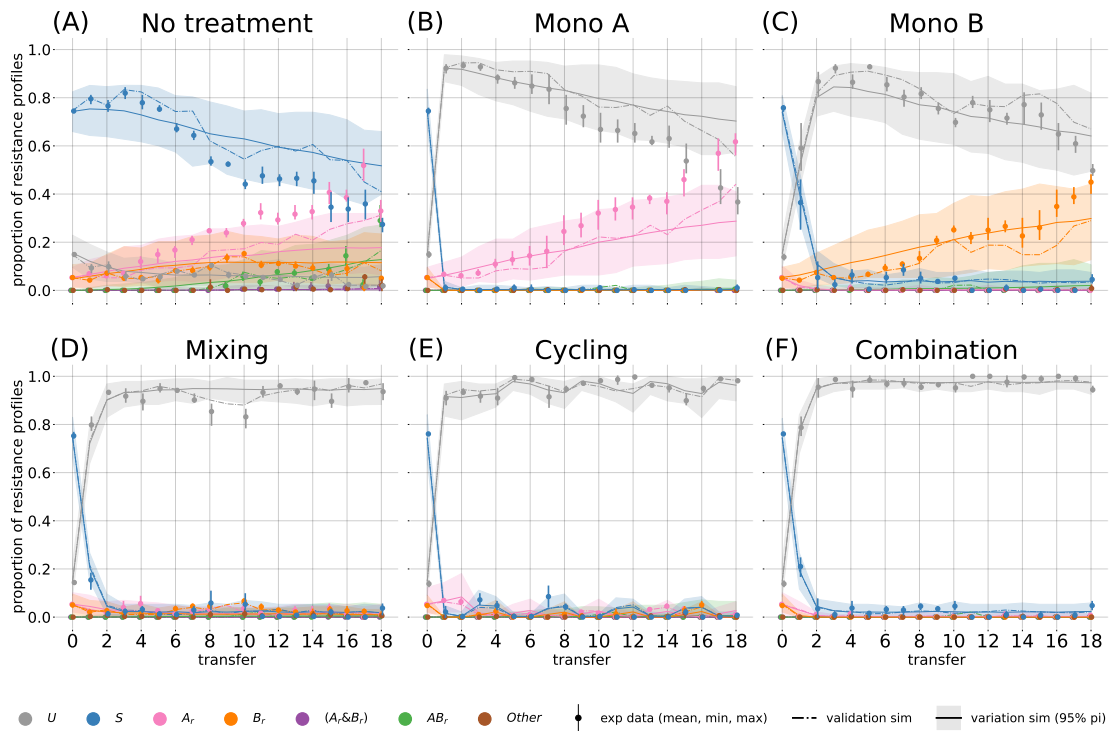 (A) No treatment
(B) Mono A
(C) Mono B
proportion of resistance profiles
1.0
0.8
0.6
0.4
0.2
0.0
(D) Mixing
(E) Cycling
(F) Combination
proportion of resistance profiles
1.0
0.8
0.6
0.4
0.2
0.0
0 2 4 6 8 10 12 14 16 18
0 2 4 6 8 10 12 14 16 18
0 2 4 6 8 10 12 14 16 18
transfer
transfer
transfer
U S Ar Br (Ar&Br) ABr Other exp data (mean, min, max) validation sim variation sim (95% pi)